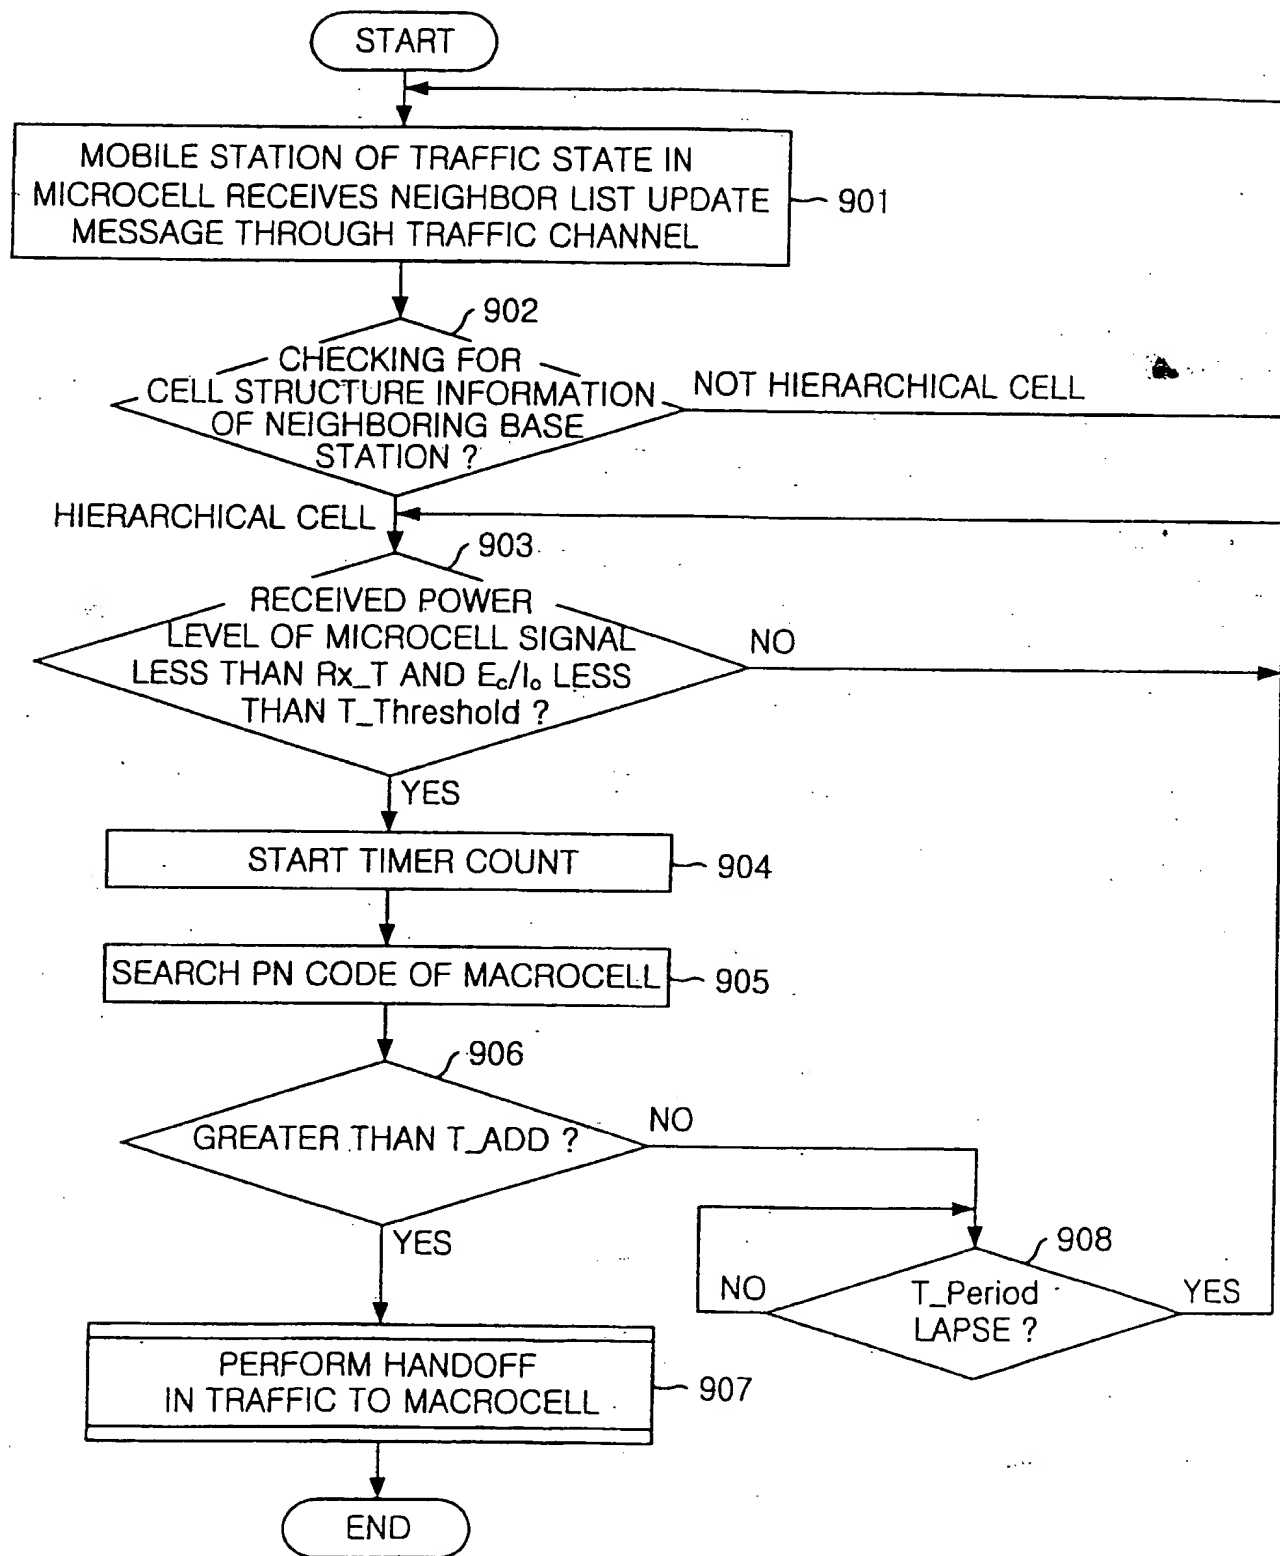 START
MOBILE STATION OF TRAFFIC STATE IN
MICROCELL RECEIVES NEIGHBOR LIST UPDATE
MESSAGE THROUGH TRAFFIC CHANNEL
901
902
CHECKING FOR
CELL STRUCTURE INFORMATION
OF NEIGHBORING BASE
STATION ?
NOT HIERARCHICAL CELL
HIERARCHICAL CELL
903
RECEIVED POWER
LEVEL OF MICROCELL SIGNAL
LESS THAN Rx_T AND Ec/Io LESS
THAN T_Threshold ?
NO
YES
START TIMER COUNT
904
SEARCH PN CODE OF MACROCELL
905
906
GREATER THAN T_ADD ?
NO
YES
908
T_Period
LAPSE ?
NO
YES
PERFORM HANDOFF
IN TRAFFIC TO MACROCELL
907
END